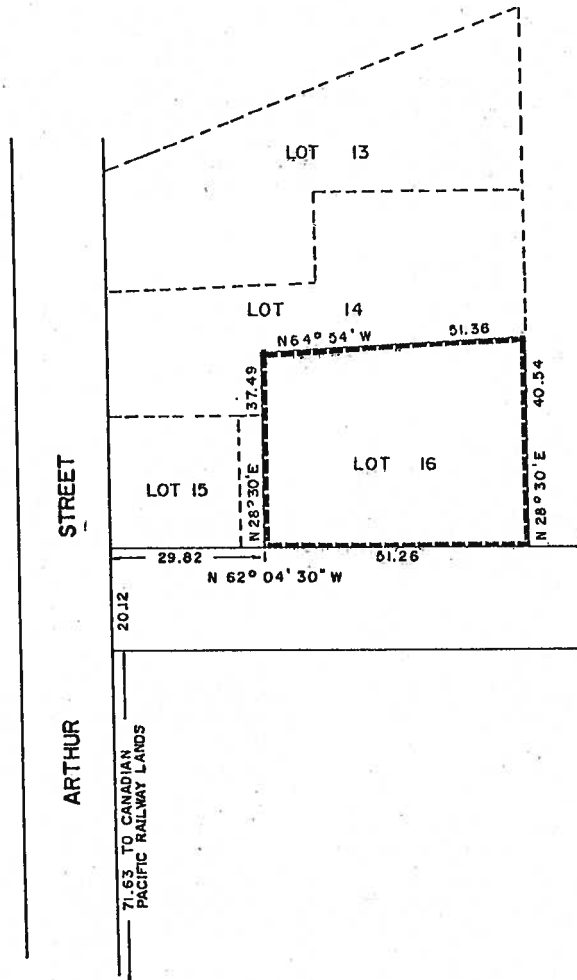 LOT 13
LOT 14
N64° 54' W 51.36
37.49
40.54
STREET
LOT 15
N 28° 30'E
LOT 16
N 28° 30'E
29.82
51.26
N 62° 04' 30" W
20.12
ARTHUR
71.63 TO CANADIAN
PACIFIC RAILWAY LANDS